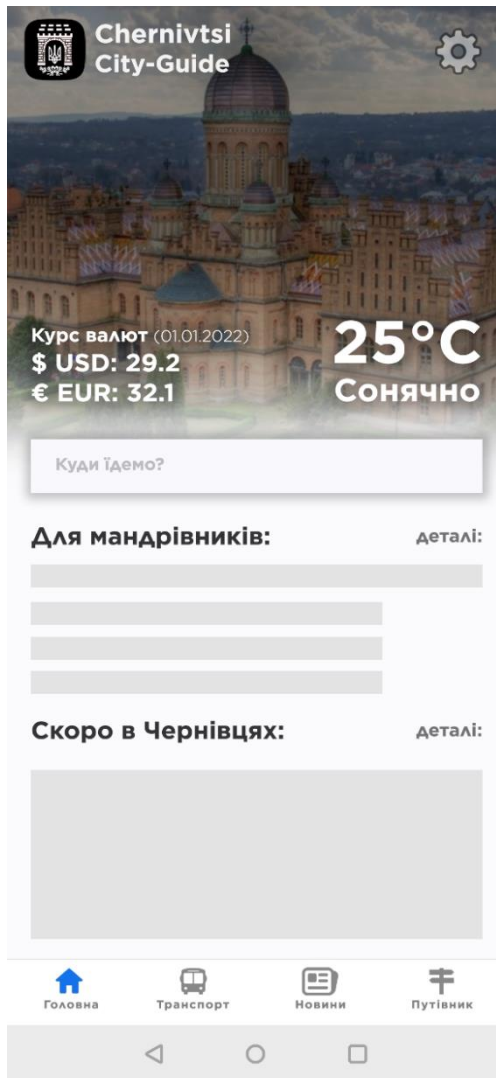 Chernivtsi
City-Guide
Курс валют (01.01.2022)
$ USD: 29.2
€ EUR: 32.1
25°C
Сонячно
Куди їдемо?
Для мандрівників:
деталі:
Скоро в Чернівцях:
деталі:
Головна
Транспорт
Новини
Путівник